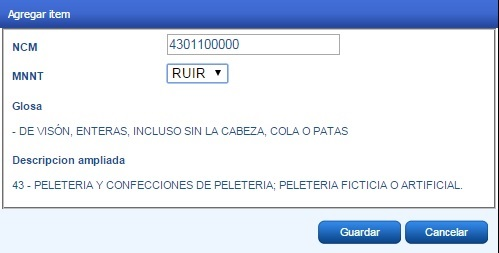 Agregar item
NCM 4301100000
MNNT RUIR
Glosa
- DE VISÓN, ENTERAS, INCLUSO SIN LA CABEZA, COLA O PATAS
Descripcion ampliada
43 - PELETERIA Y CONFECCIONES DE PELETERIA; PELETERIA FICTICIA O ARTIFICIAL.
Guardar Cancelar